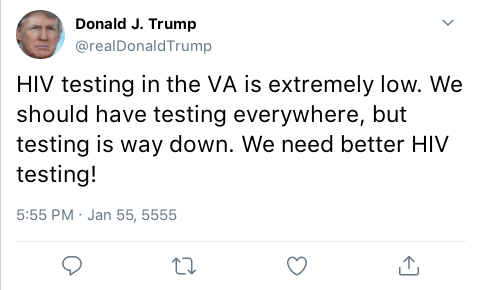 Donald J. Trump
@realDonaldTrump
HIV testing in the VA is extremely low. We
should have testing everywhere, but
testing is way down. We need better HIV
testing!
5:55 PM · Jan 55, 5555